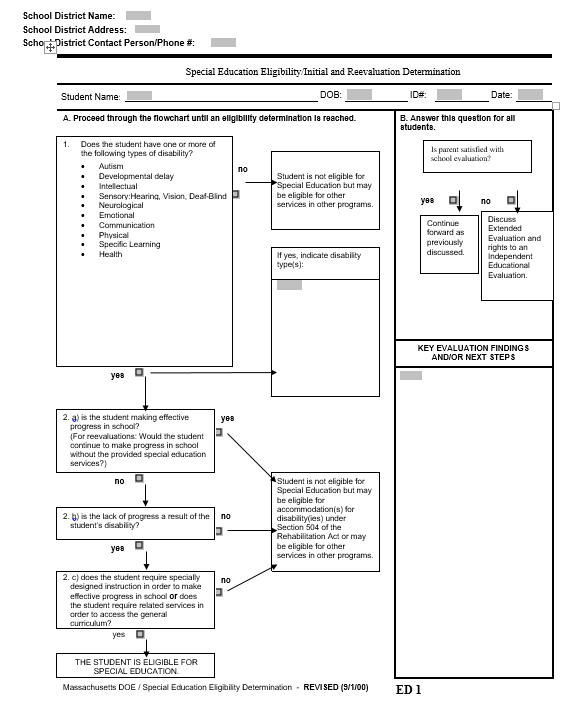 School District Name:
School District Address:
School District Contact Person/Phone #:
Special Education Eligibility/Initial and Reevaluation Determination
Student Name: DOB: ID#: Date:
A. Proceed through the flowchart until an eligibility determination is reached.
1. Does the student have one or more of
the following types of disability?
• Autism
• Developmental delay
• Intellectual
• Sensory:Hearing, Vision, Deaf-Blind
• Neurological
• Emotional
• Communication
• Physical
• Specific Learning
• Health
no
Student is not eligible for
Special Education but may
be eligible for other
services in other programs.
If yes, indicate disability
type(s):
yes
2. a) is the student making effective
progress in school?
(For reevaluations: Would the student
continue to make progress in school
without the provided special education
services?)
yes
no
Student is not eligible for
Special Education but may
be eligible for
accommodation(s) for
disability(ies) under
Section 504 of the
Rehabilitation Act or may
be eligible for other
services in other programs.
2. b) is the lack of progress a result of the
student's disability?
no
yes
2. c) does the student require specially
designed instruction in order to make
effective progress in school or does
the student require related services in
order to access the general
curriculum?
no
yes
THE STUDENT IS ELIGIBLE FOR
SPECIAL EDUCATION.
B. Answer this question for all
students.
Is parent satisfied with
school evaluation?
yes no
Continue
forward as
previously
discussed.
Discuss
Extended
Evaluation and
rights to an
Independent
Educational
Evaluation.
KEY EVALUATION FINDINGS
AND/OR NEXT STEPS
Massachusetts DOE / Special Education Eligibility Determination - REVISED (9/1/00) ED 1